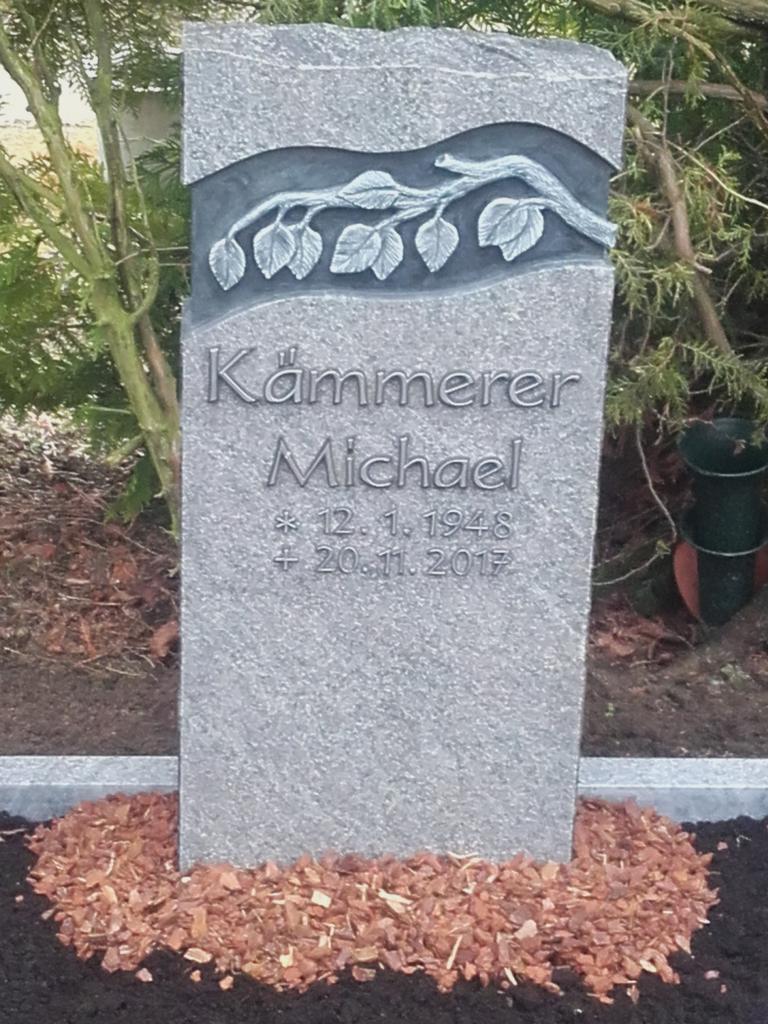 Kämmerer
Michael
* 12. 1. 1948
+ 20. 11. 2017